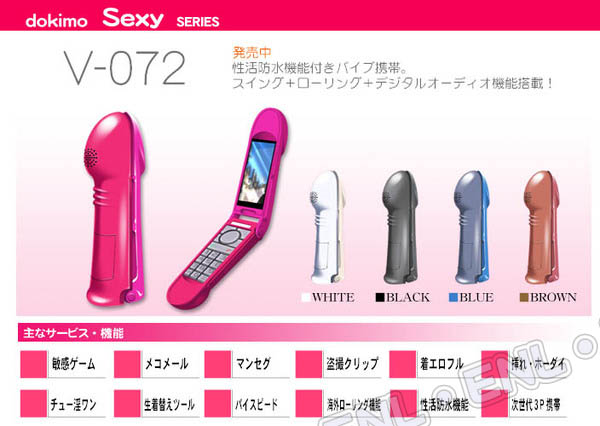 dokimo Sexy SERIES
V-072
発売中
性活防水機能付きバイブ携帯。
スイング＋ローリング＋デジタルオーディオ機能搭載！
WHITE BLACK BLUE BROWN
主なサービス・機能
敏感ゲーム メコメール マンセグ 盗撮クリップ 着エロフル 挿れ・ホーダイ
チュー淫ワン 生着替えツール バイスピード 海外ローリング機能 性活防水機能 次世代3P携帯
ENL・ENL・